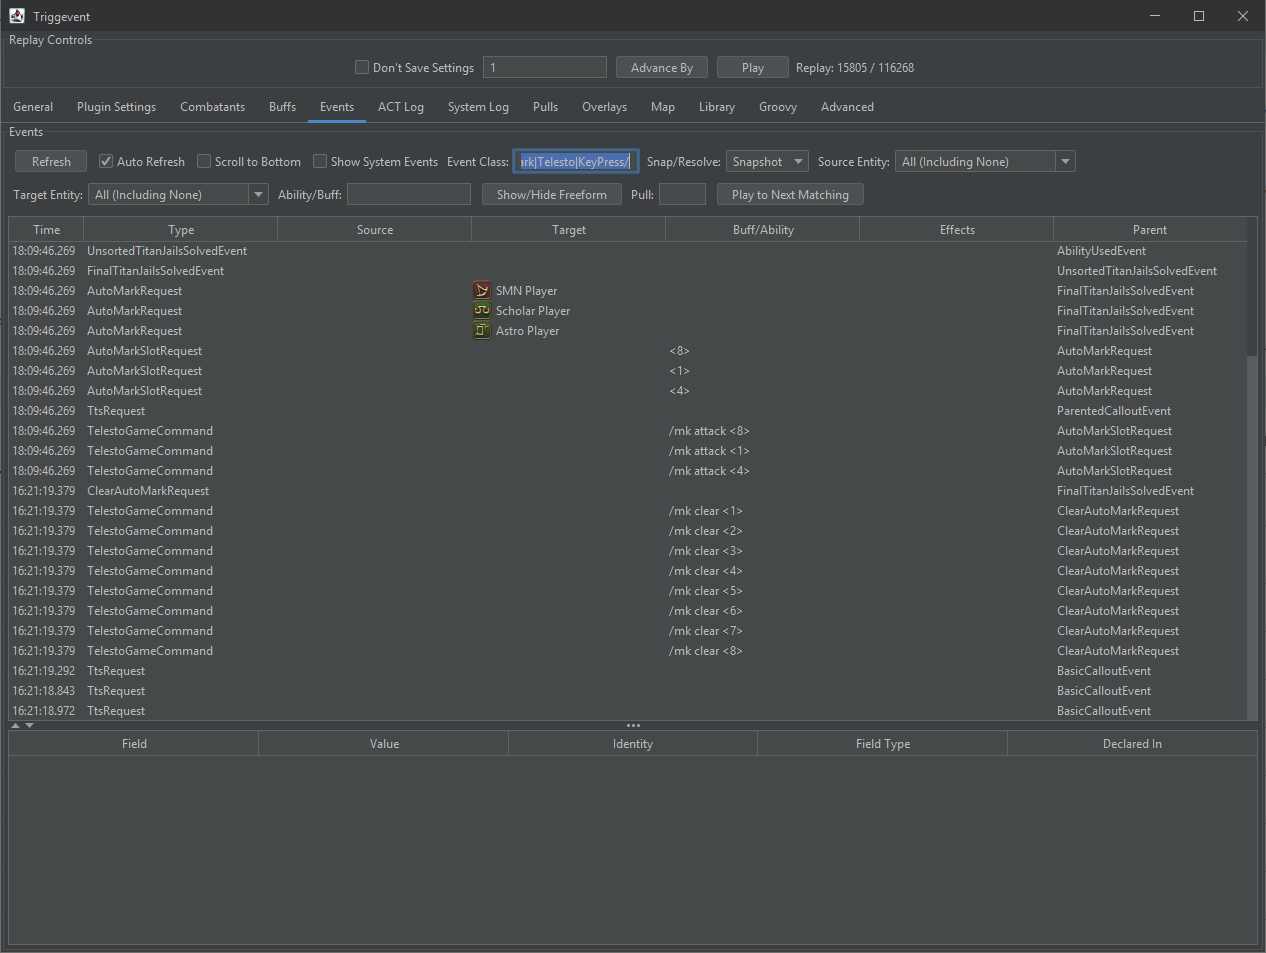 Triggevent
Replay Controls
Don't Save Settings 1 Advance By Play Replay: 15805 / 116268
General Plugin Settings Combatants Buffs Events ACT Log System Log Pulls Overlays Map Library Groovy Advanced
Events
Refresh Auto Refresh Scroll to Bottom Show System Events Event Class: ark|Telesto|KeyPress/ Snap/Resolve: Snapshot Source Entity: All (Including None)
Target Entity: All (Including None) Ability/Buff: Show/Hide Freeform Pull: Play to Next Matching
Time Type Source Target Buff/Ability Effects Parent
18:09:46.269 UnsortedTitanJailsSolvedEvent AbilityUsedEvent
18:09:46.269 FinalTitanJailsSolvedEvent UnsortedTitanJailsSolvedEvent
18:09:46.269 AutoMarkRequest SMN Player FinalTitanJailsSolvedEvent
18:09:46.269 AutoMarkRequest Scholar Player FinalTitanJailsSolvedEvent
18:09:46.269 AutoMarkRequest Astro Player FinalTitanJailsSolvedEvent
18:09:46.269 AutoMarkSlotRequest <8> AutoMarkRequest
18:09:46.269 AutoMarkSlotRequest <1> AutoMarkRequest
18:09:46.269 AutoMarkSlotRequest <4> AutoMarkRequest
18:09:46.269 TtsRequest ParentedCalloutEvent
18:09:46.269 TelestoGameCommand /mk attack <8> AutoMarkSlotRequest
18:09:46.269 TelestoGameCommand /mk attack <1> AutoMarkSlotRequest
18:09:46.269 TelestoGameCommand /mk attack <4> AutoMarkSlotRequest
16:21:19.379 ClearAutoMarkRequest FinalTitanJailsSolvedEvent
16:21:19.379 TelestoGameCommand /mk clear <1> ClearAutoMarkRequest
16:21:19.379 TelestoGameCommand /mk clear <2> ClearAutoMarkRequest
16:21:19.379 TelestoGameCommand /mk clear <3> ClearAutoMarkRequest
16:21:19.379 TelestoGameCommand /mk clear <4> ClearAutoMarkRequest
16:21:19.379 TelestoGameCommand /mk clear <5> ClearAutoMarkRequest
16:21:19.379 TelestoGameCommand /mk clear <6> ClearAutoMarkRequest
16:21:19.379 TelestoGameCommand /mk clear <7> ClearAutoMarkRequest
16:21:19.379 TelestoGameCommand /mk clear <8> ClearAutoMarkRequest
16:21:19.292 TtsRequest BasicCalloutEvent
16:21:18.843 TtsRequest BasicCalloutEvent
16:21:18.972 TtsRequest BasicCalloutEvent
Field Value Identity Field Type Declared In